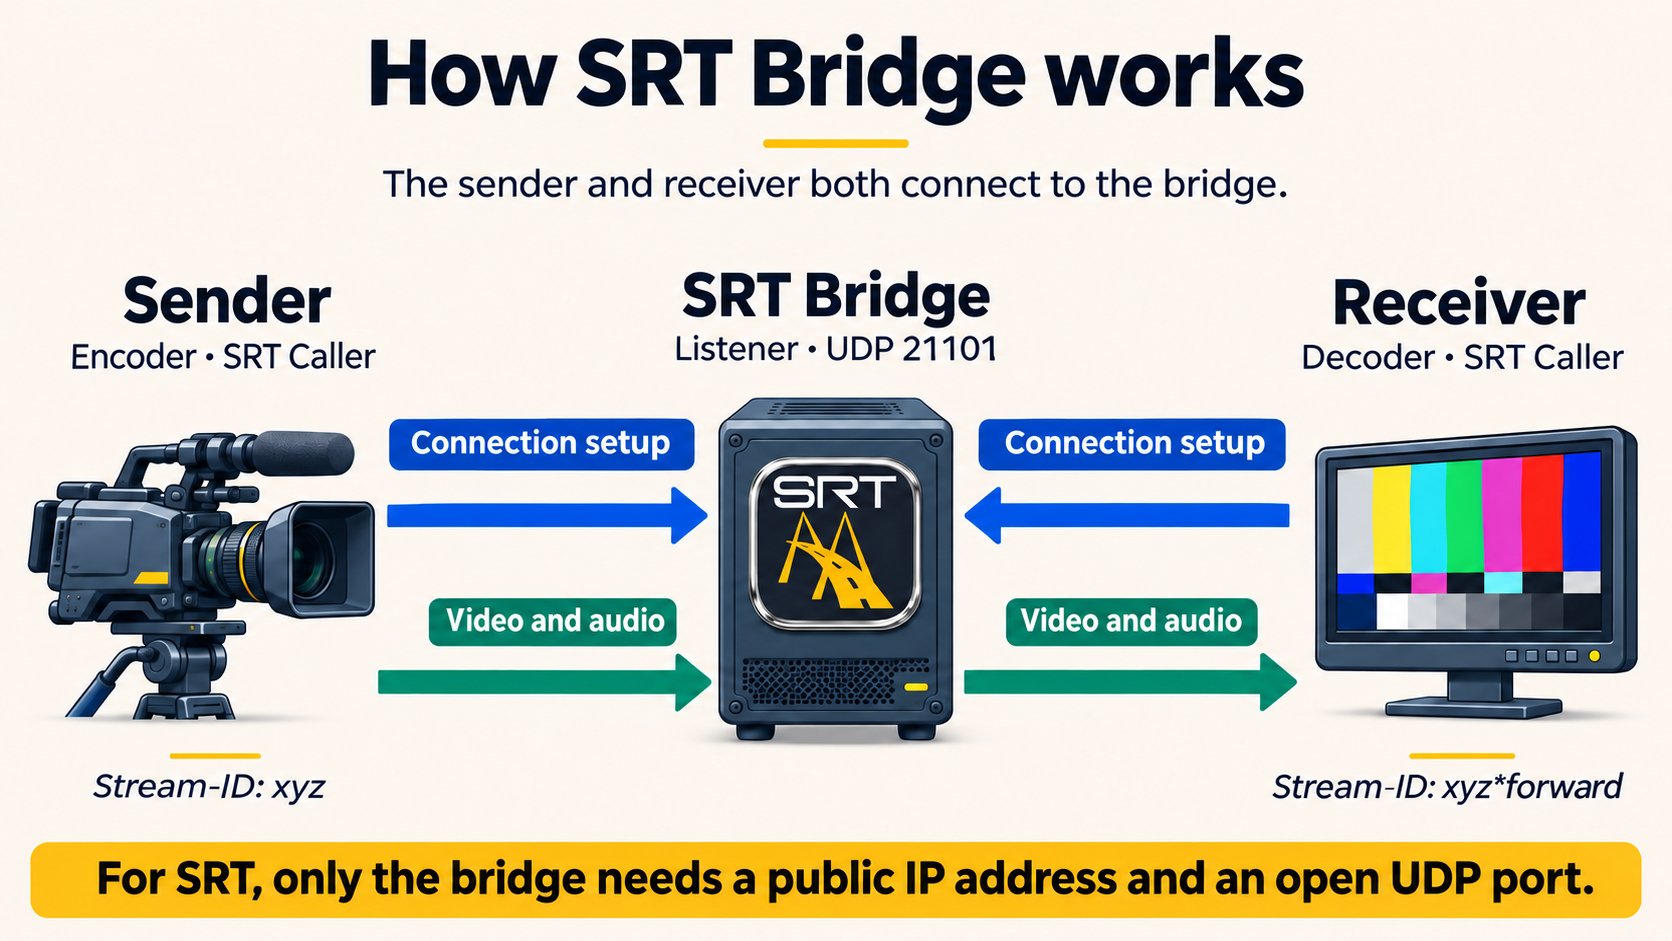 How SRT Bridge works
The sender and receiver both connect to the bridge.
Sender
Encoder • SRT Caller
SRT Bridge
Listener • UDP 21101
Receiver
Decoder • SRT Caller
Connection setup
Connection setup
SRT
Video and audio
Video and audio
Stream-ID: xyz
Stream-ID: xyz*forward
For SRT, only the bridge needs a public IP address and an open UDP port.